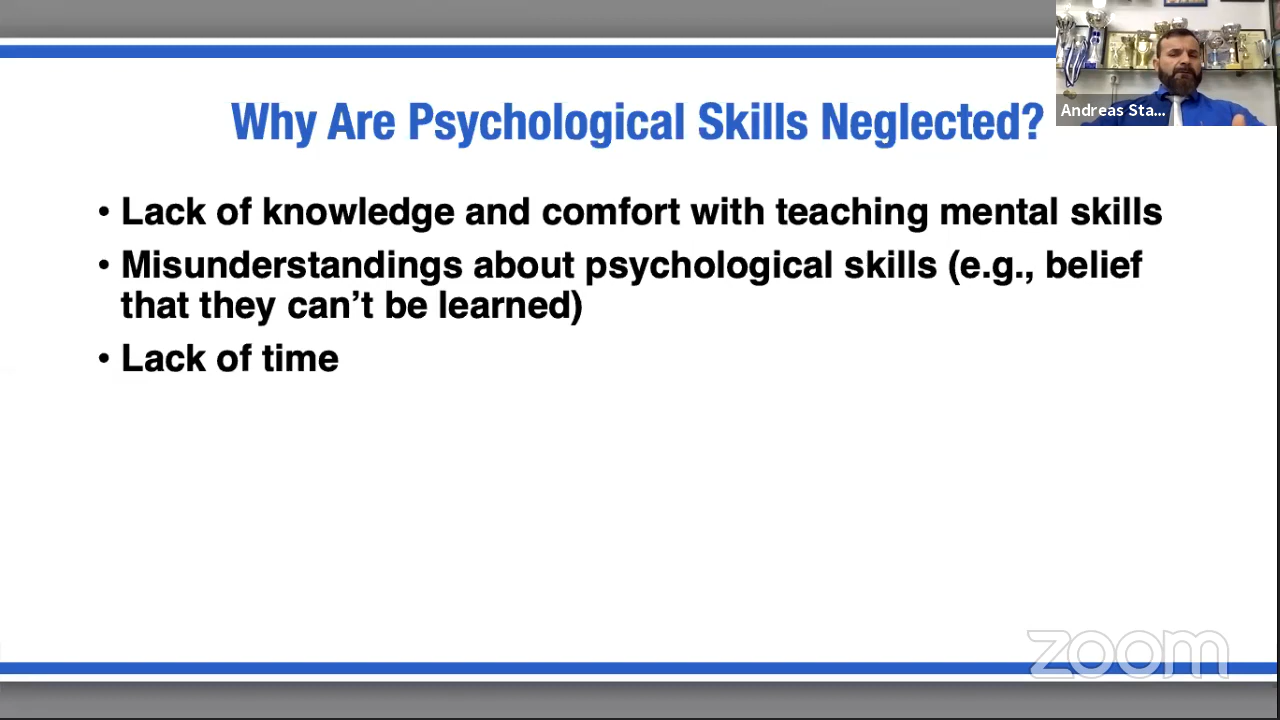 Why Are Psychological Skills Neglected?
Andreas Sta...
• Lack of knowledge and comfort with teaching mental skills
• Misunderstandings about psychological skills (e.g., belief
that they can’t be learned)
• Lack of time
zoom